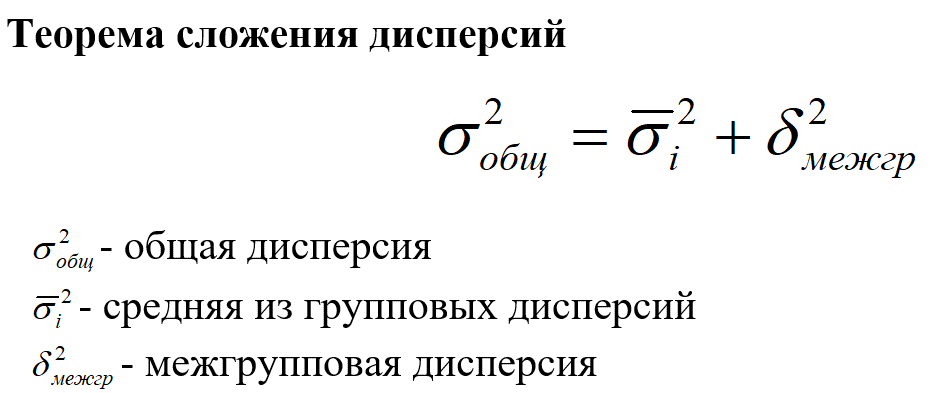 Теорема сложения дисперсий
σ²общ = σ̅ᵢ² + δ²межгр
σ²общ - общая дисперсия
σ̅ᵢ² - средняя из групповых дисперсий
δ²межгр - межгрупповая дисперсия